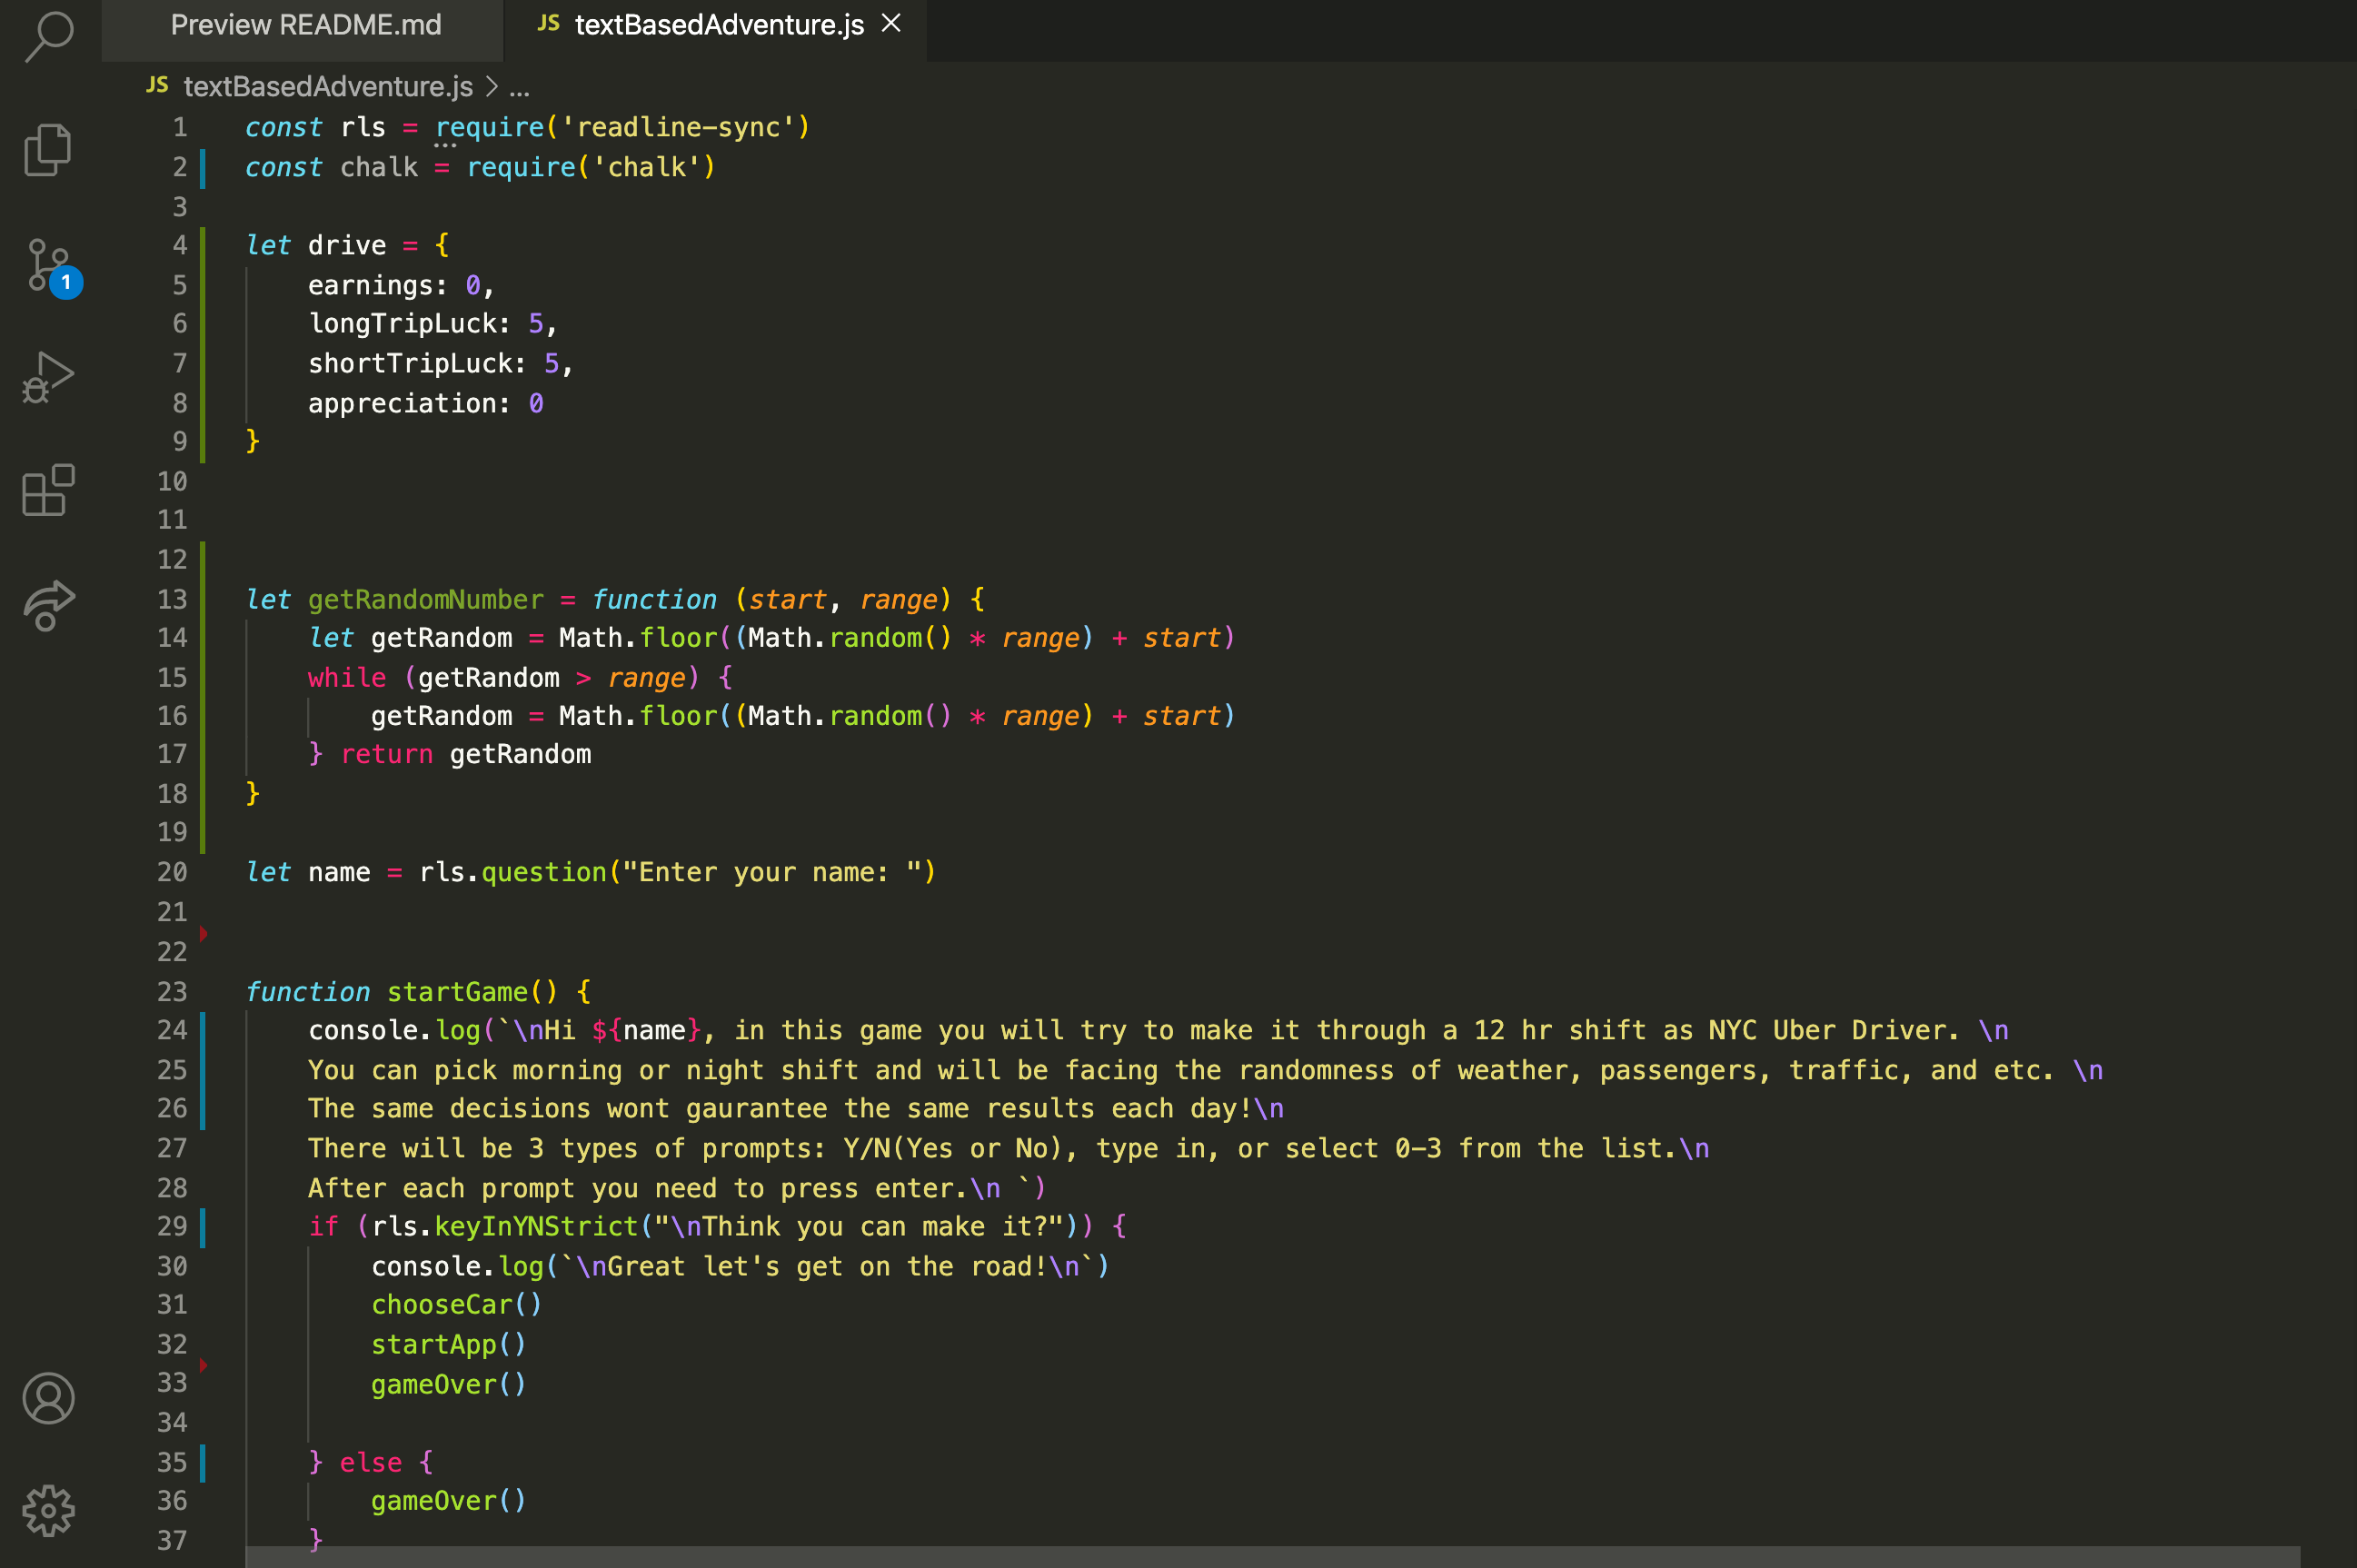 Preview README.md
JS textBasedAdventure.js
JS textBasedAdventure.js > ...
1 const rls = require('readline-sync')
2 const chalk = require('chalk')
3
4 let drive = {
5 earnings: 0,
6 longTripLuck: 5,
7 shortTripLuck: 5,
8 appreciation: 0
9 }
10
11
12
13 let getRandomNumber = function (start, range) {
14 let getRandom = Math.floor((Math.random() * range) + start)
15 while (getRandom > range) {
16 getRandom = Math.floor((Math.random() * range) + start)
17 } return getRandom
18 }
19
20 let name = rls.question("Enter your name: ")
21
22
23 function startGame() {
24 console.log(`\nHi ${name}, in this game you will try to make it through a 12 hr shift as NYC Uber Driver. \n
25 You can pick morning or night shift and will be facing the randomness of weather, passengers, traffic, and etc. \n
26 The same decisions wont gaurantee the same results each day!\n
27 There will be 3 types of prompts: Y/N(Yes or No), type in, or select 0-3 from the list.\n
28 After each prompt you need to press enter.\n `)
29 if (rls.keyInYNStrict("\nThink you can make it?")) {
30 console.log(`\nGreat let's get on the road!\n`)
31 chooseCar()
32 startApp()
33 gameOver()
34
35 } else {
36 gameOver()
37 }
1